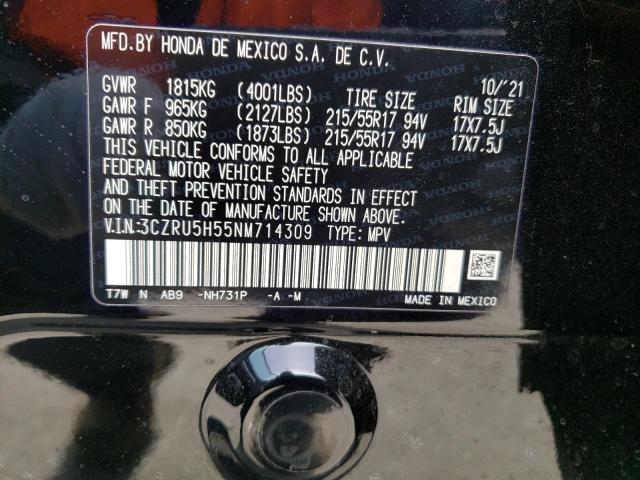 MFD.BY HONDA DE MEXICO S.A. DE C.V.
10/'21
GVWR 1815KG (4001LBS) TIRE SIZE RIM SIZE
GAWR F 965KG (2127LBS) 215/55R17 94V 17X7.5J
GAWR R 850KG (1873LBS) 215/55R17 94V 17X7.5J
THIS VEHICLE CONFORMS TO ALL APPLICABLE
FEDERAL MOTOR VEHICLE SAFETY
AND THEFT PREVENTION STANDARDS IN EFFECT
ON THE DATE OF MANUFACTURE SHOWN ABOVE.
V.I.N:3CZRU5H55NM714309 TYPE: MPV
T7W N AB9 -NH731P -A -M MADE IN MEXICO